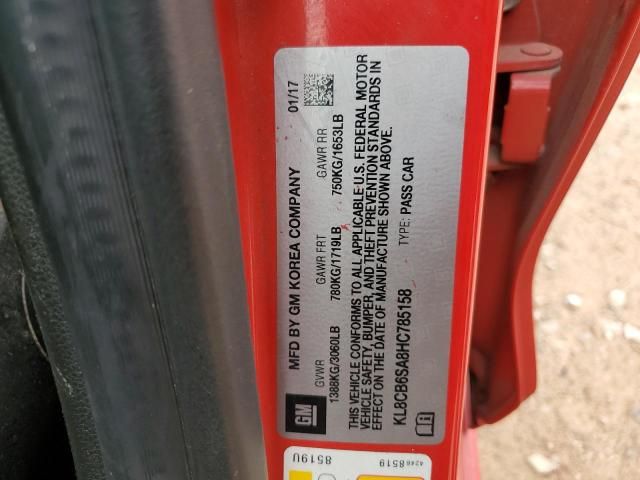 MFD BY GM KOREA COMPANY 01/17
GVWR GAWR FRT GAWR RR
1388KG/3060LB 780KG/1719LB 750KG/1653LB
THIS VEHICLE CONFORMS TO ALL APPLICABLE U.S. FEDERAL MOTOR
VEHICLE SAFETY, BUMPER, AND THEFT PREVENTION STANDARDS IN
EFFECT ON THE DATE OF MANUFACTURE SHOWN ABOVE.
KL8CB6SA8HC785158 TYPE: PASS CAR
GM
8519U
42468519